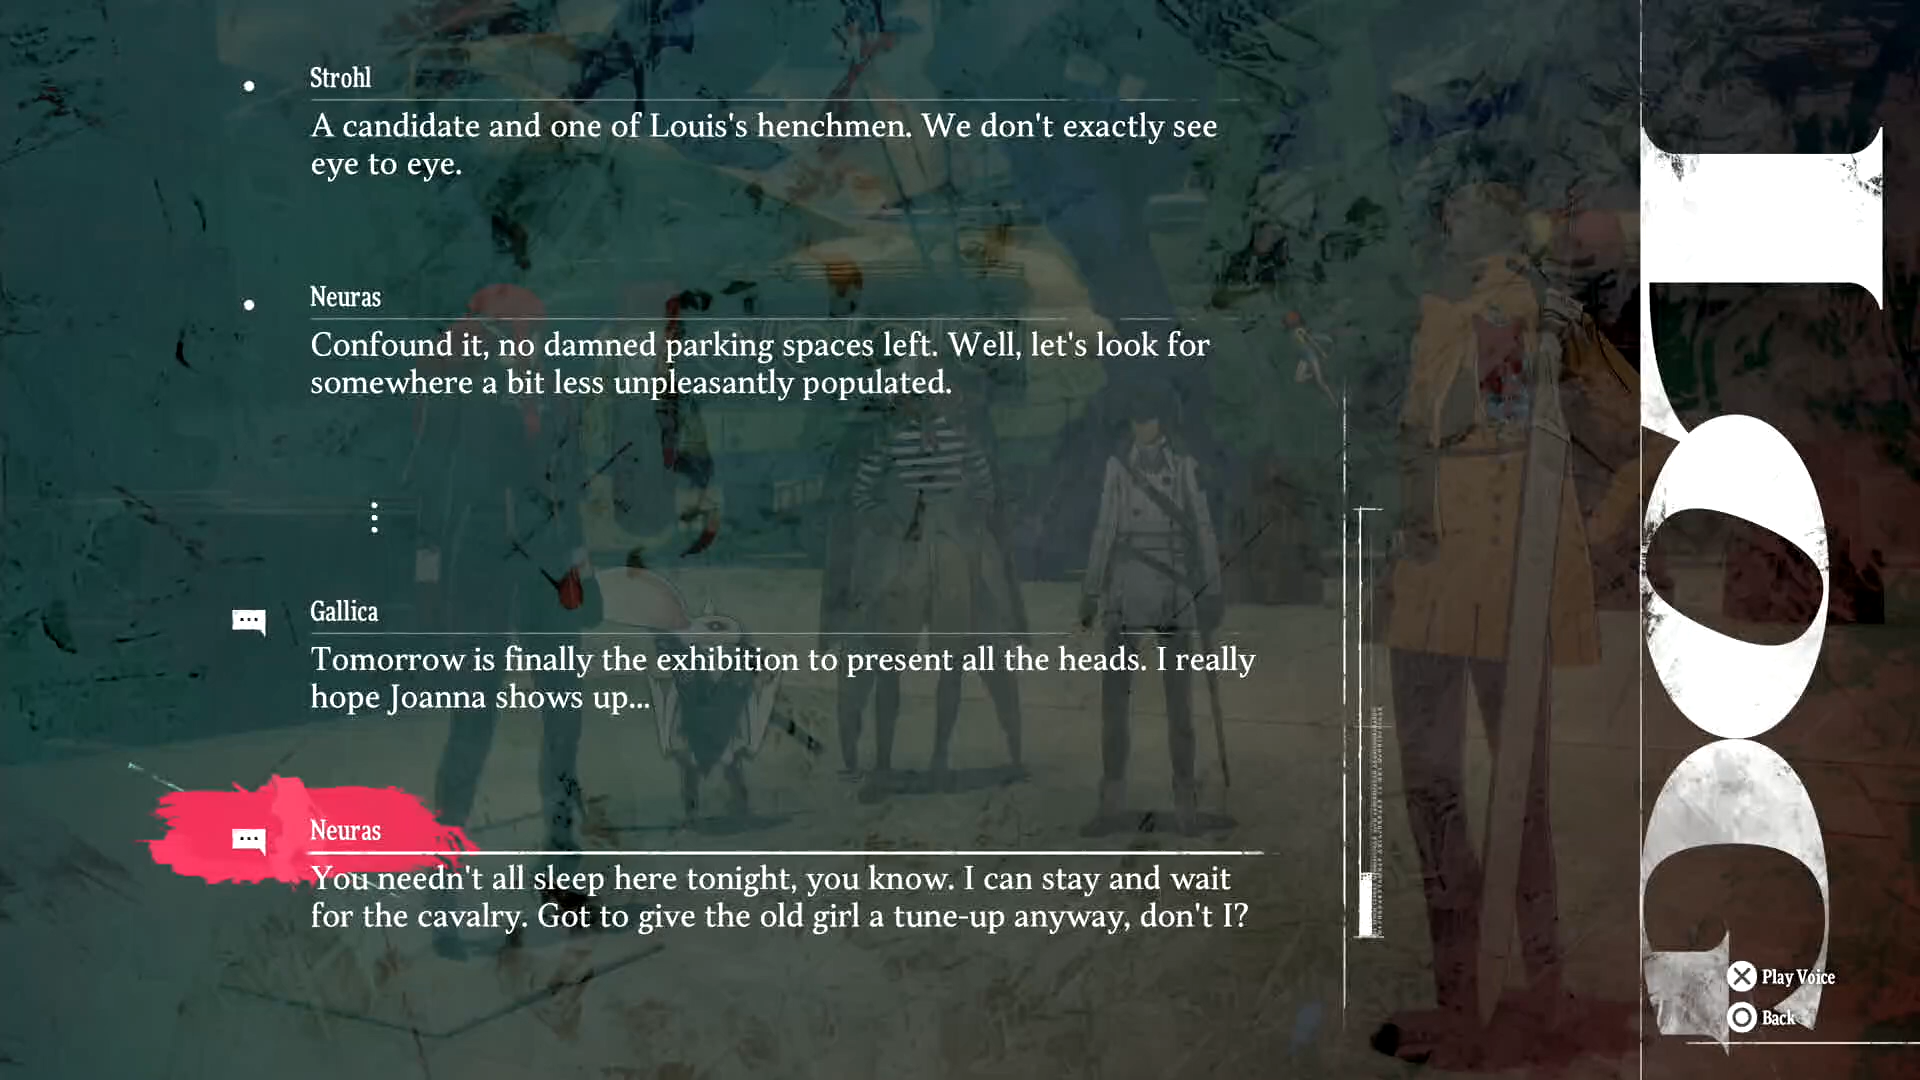 Strohl
A candidate and one of Louis's henchmen. We don't exactly see
eye to eye.
Neuras
Confound it, no damned parking spaces left. Well, let's look for
somewhere a bit less unpleasantly populated.
Gallica
Tomorrow is finally the exhibition to present all the heads. I really
hope Joanna shows up...
Neuras
You needn't all sleep here tonight, you know. I can stay and wait
for the cavalry. Got to give the old girl a tune-up anyway, don't I?
LOG
Play Voice
Back